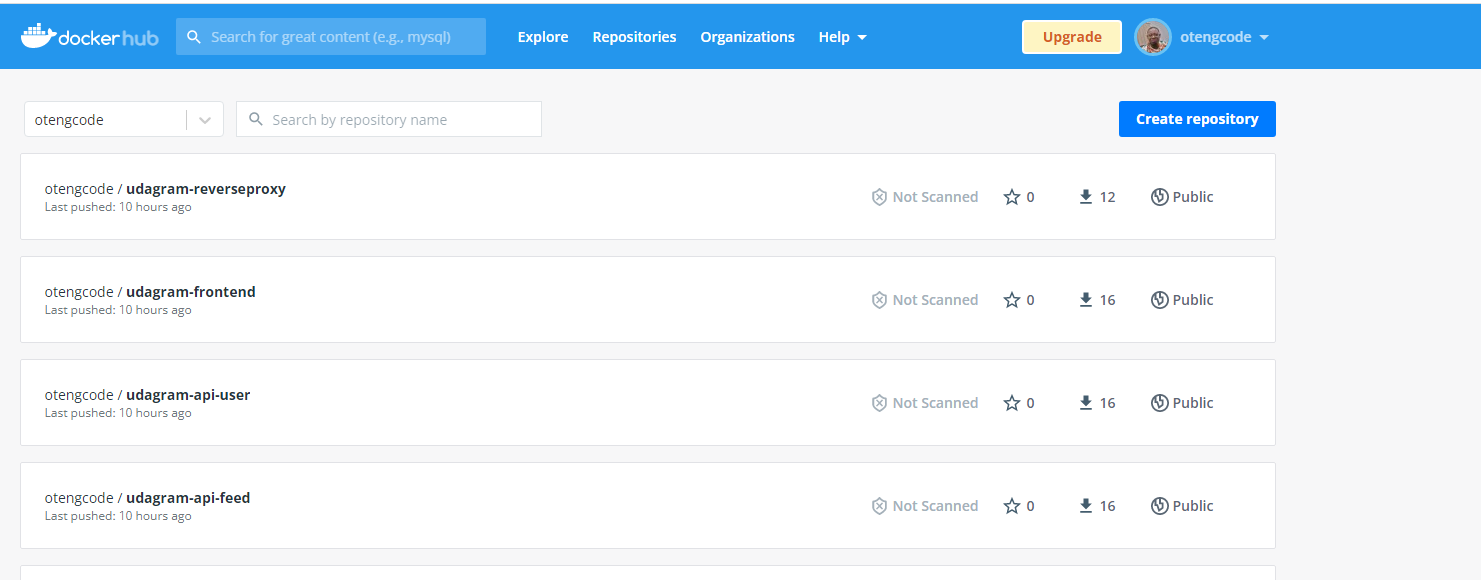 dockerhub Search for great content (e.g., mysql) Explore Repositories Organizations Help Upgrade otengcode
otengcode Search by repository name Create repository
otengcode / udagram-reverseproxy
Last pushed: 10 hours ago
Not Scanned 0 12 Public
otengcode / udagram-frontend
Last pushed: 10 hours ago
Not Scanned 0 16 Public
otengcode / udagram-api-user
Last pushed: 10 hours ago
Not Scanned 0 16 Public
otengcode / udagram-api-feed
Last pushed: 10 hours ago
Not Scanned 0 16 Public